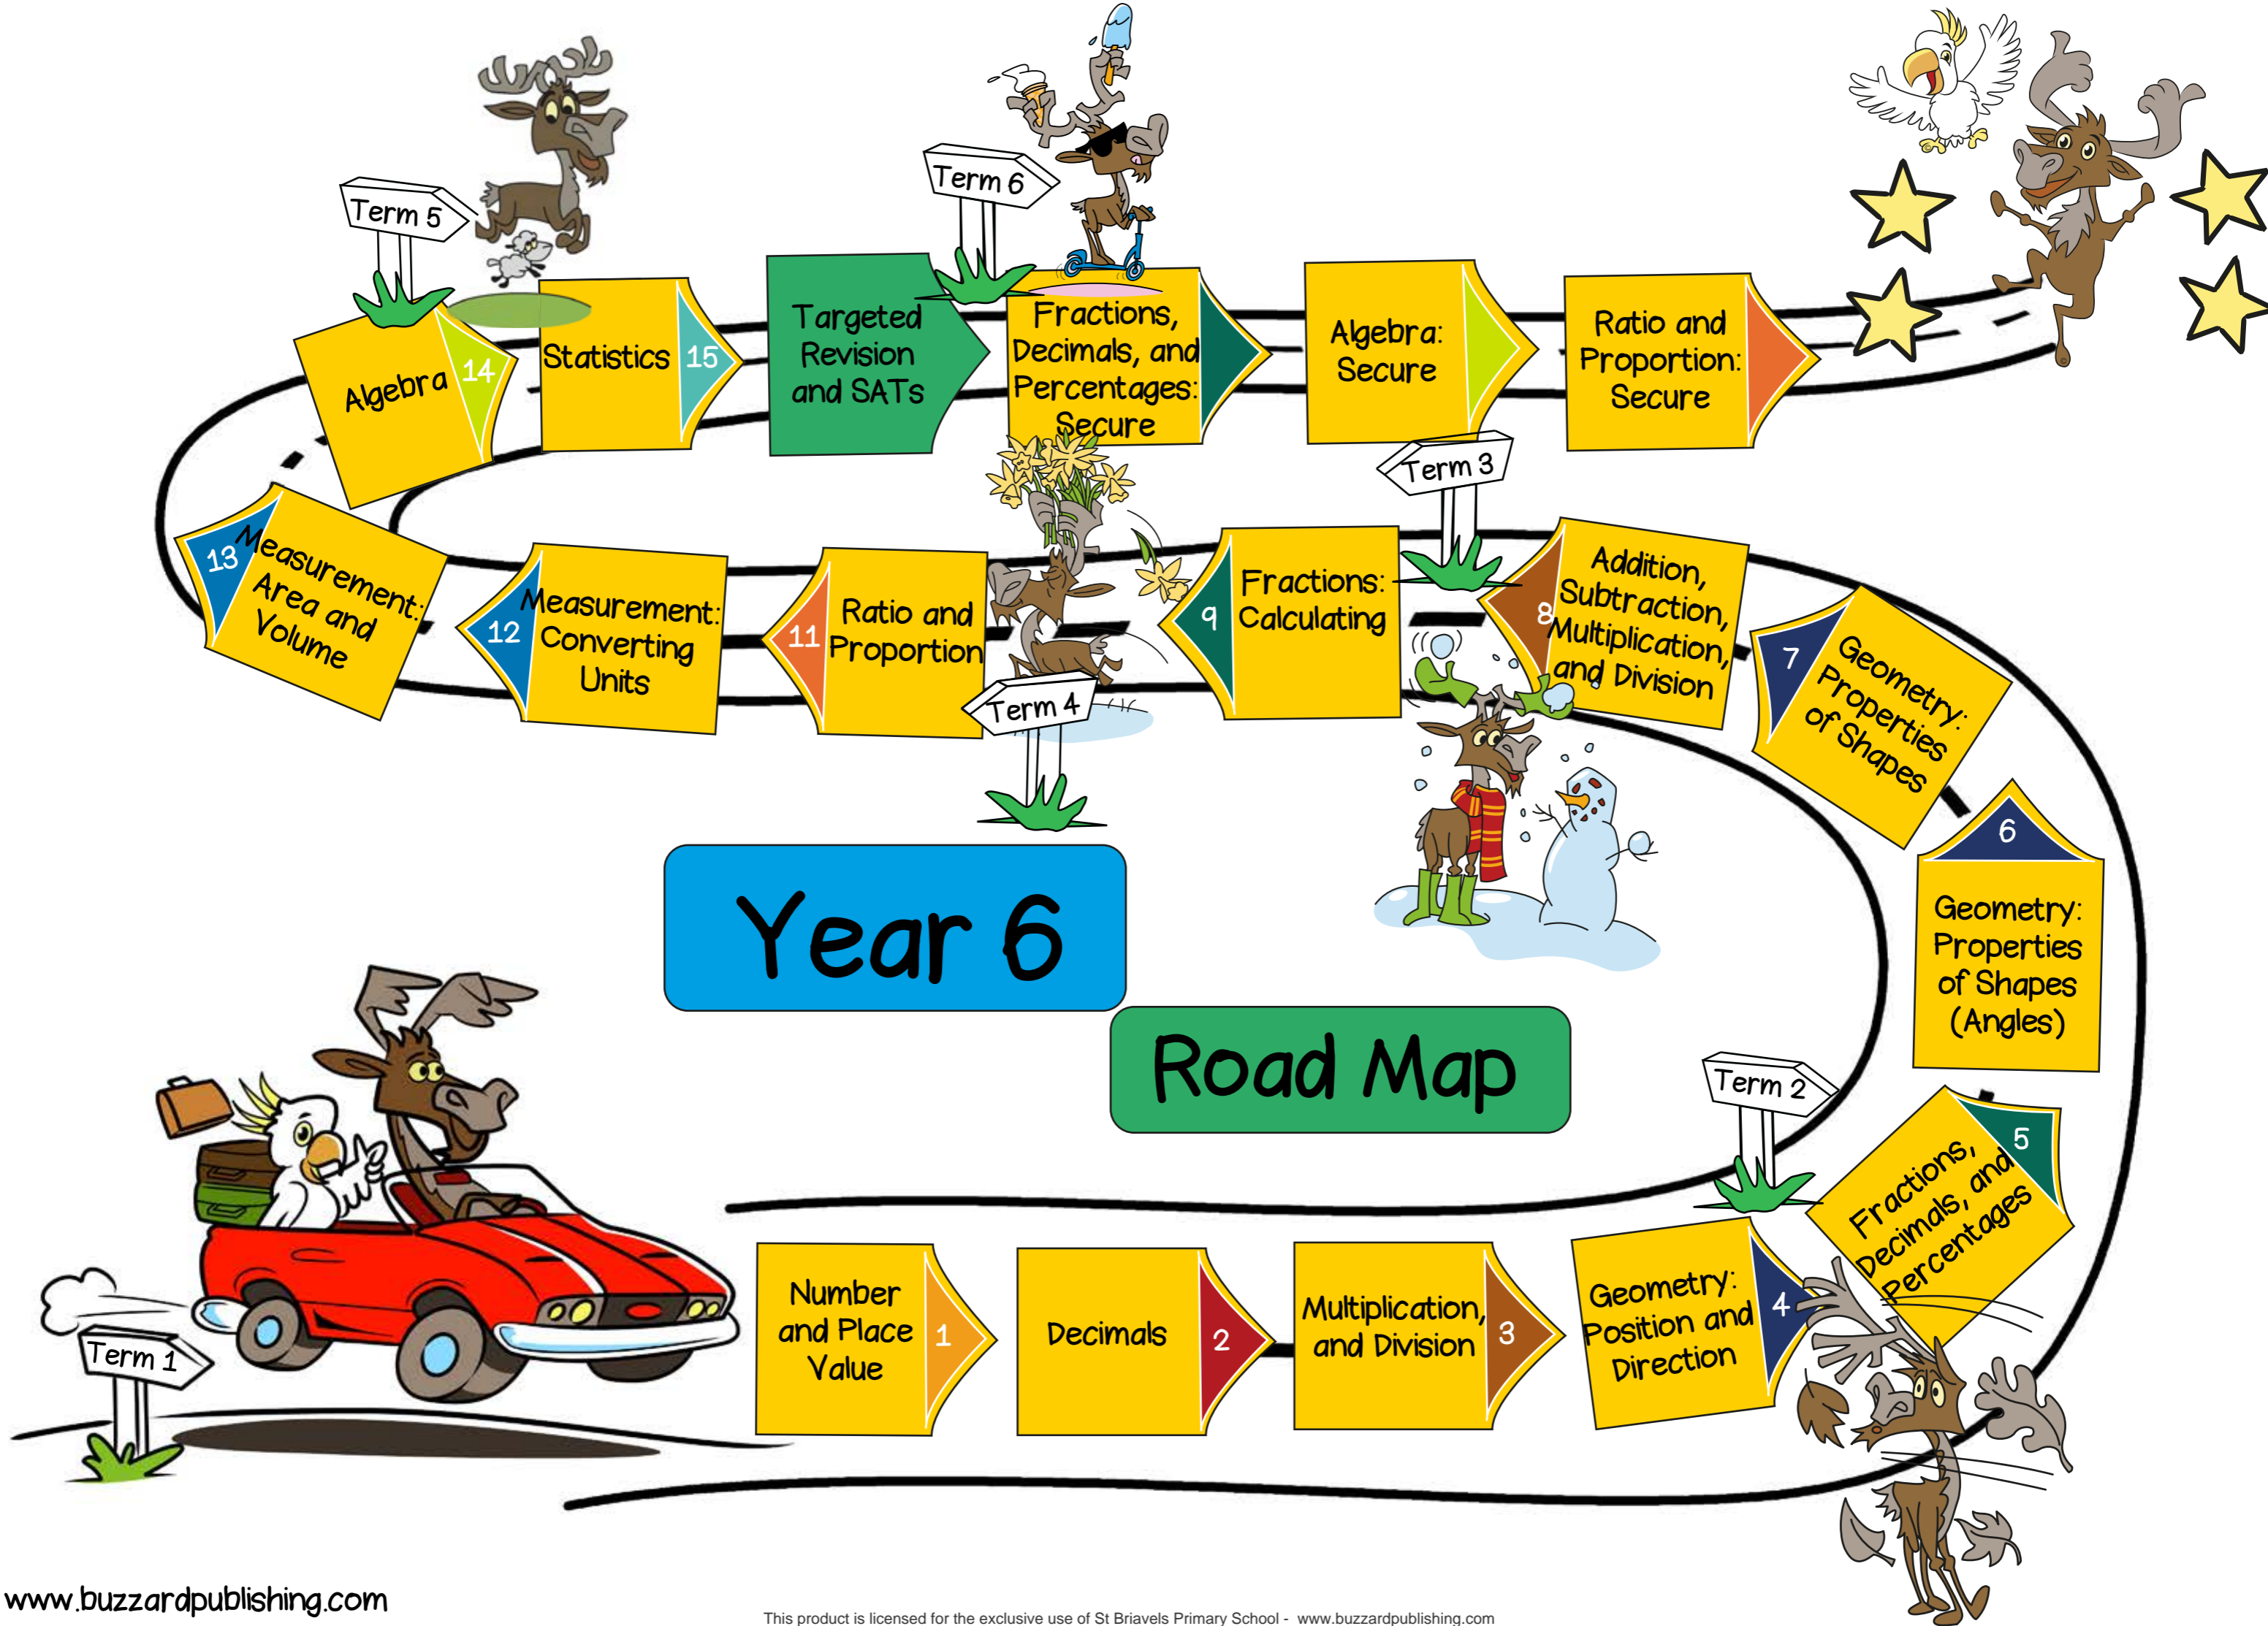 Term 1
Number
and Place
Value
1
Decimals
2
Multiplication,
and Division
3
Geometry:
Position and
Direction
4
Term 2
Fractions,
Decimals, and
Percentages
5
6
Geometry:
Properties
of Shapes
(Angles)
7
Geometry:
Properties
of Shapes
8
Addition,
Subtraction,
Multiplication,
and Division
Term 3
9
Fractions:
Calculating
Term 4
11
Ratio and
Proportion
12
Measurement:
Converting
Units
13
Measurement:
Area and
Volume
Term 5
Algebra
14
Statistics
15
Targeted
Revision
and SATs
Term 6
Fractions,
Decimals, and
Percentages:
Secure
Algebra:
Secure
Ratio and
Proportion:
Secure
Year 6
Road Map
www.buzzardpublishing.com
This product is licensed for the exclusive use of St Briavels Primary School - www.buzzardpublishing.com